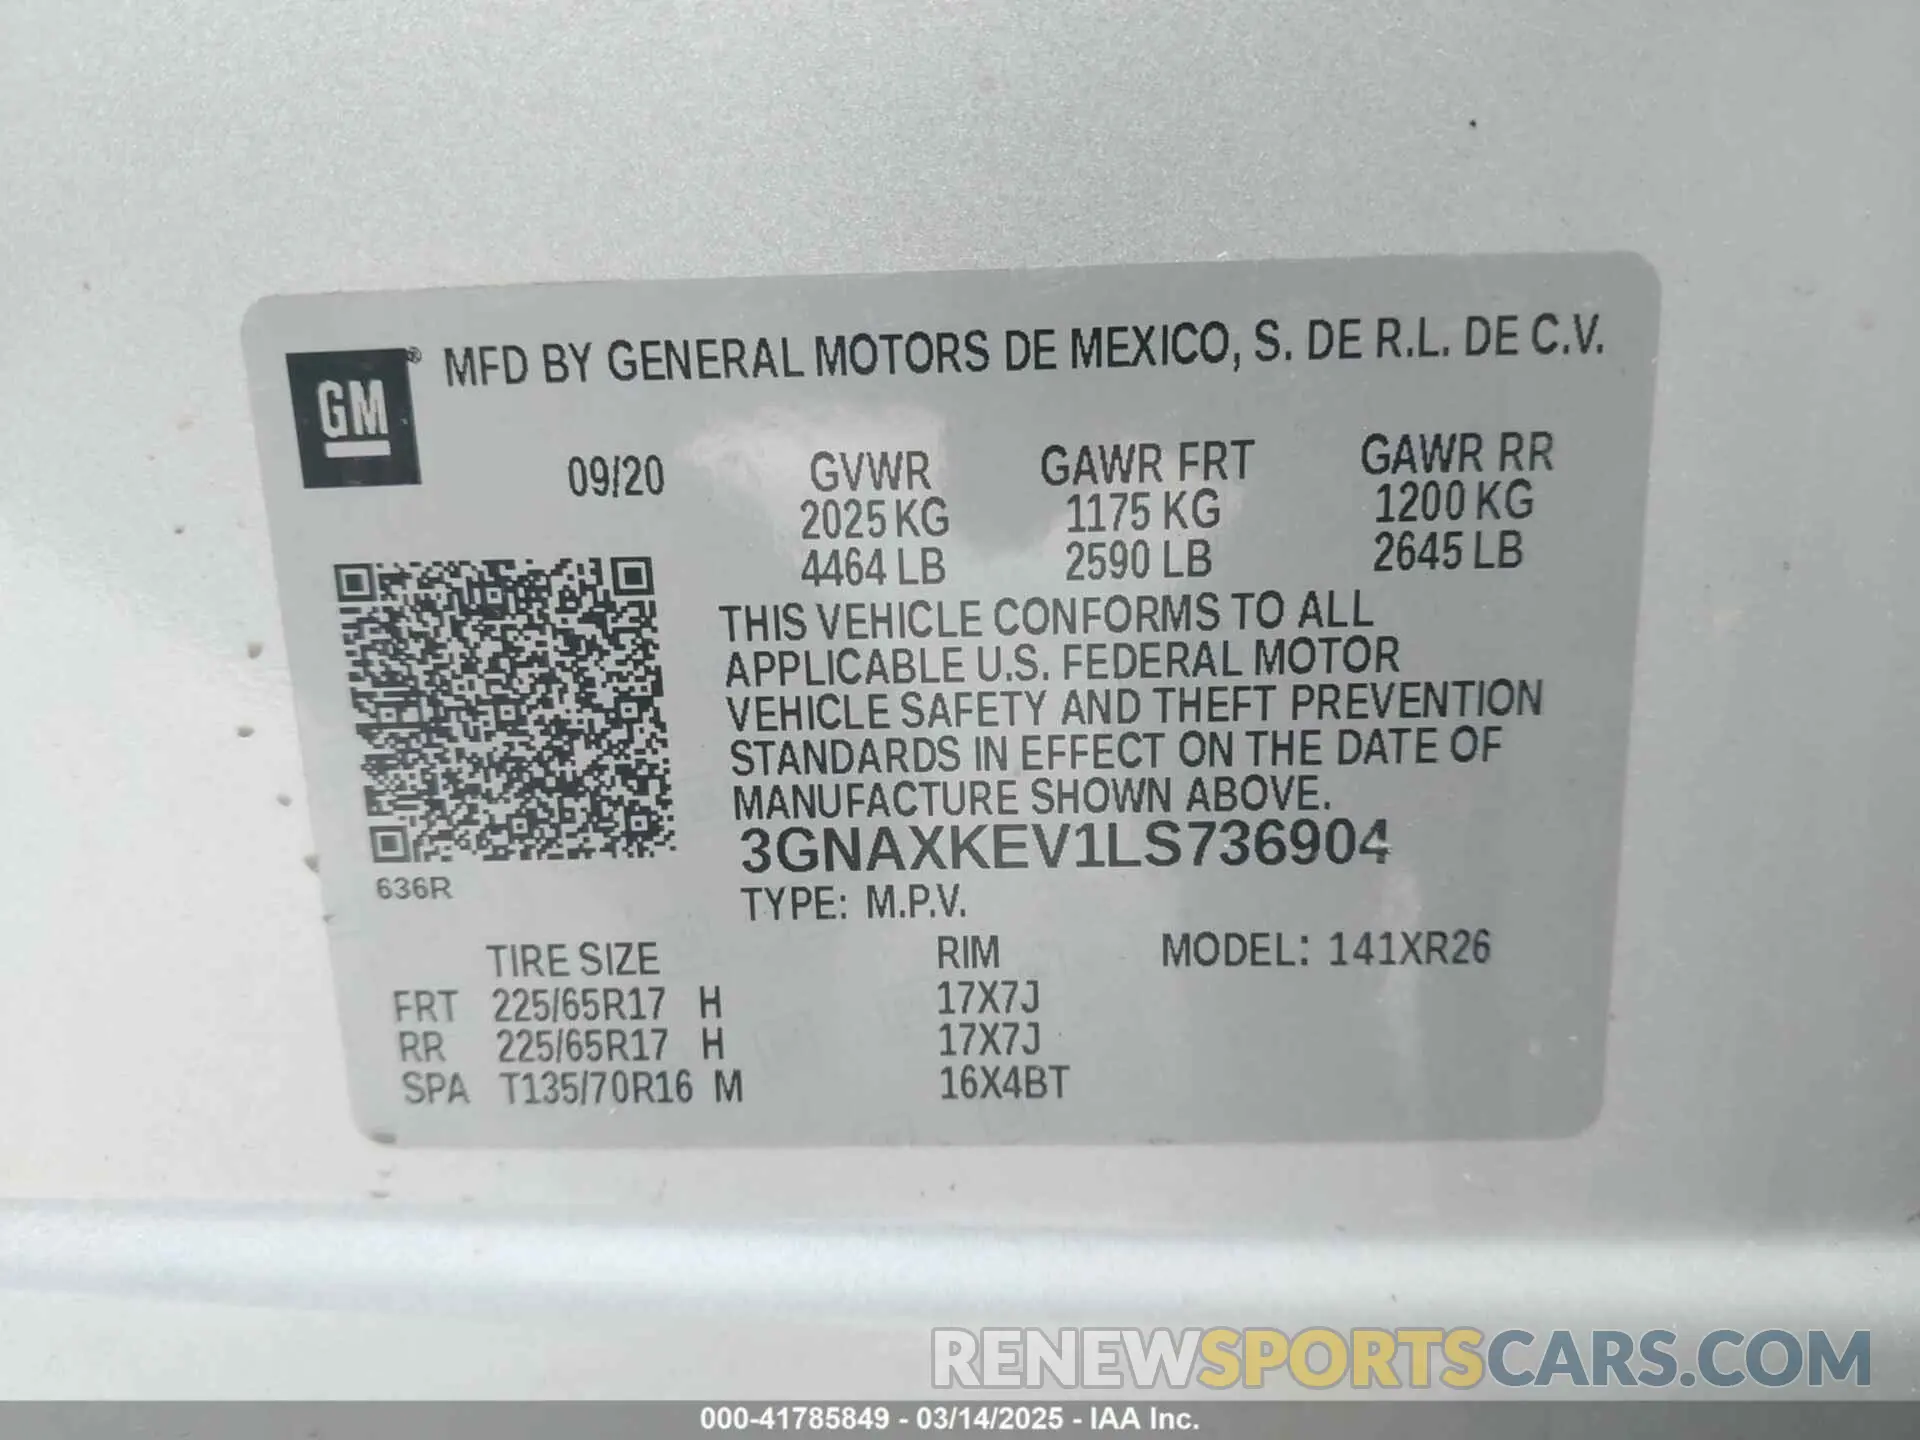 GM® MFD BY GENERAL MOTORS DE MEXICO, S. DE R.L. DE C.V.
09/20 GVWR GAWR FRT GAWR RR
2025 KG 1175 KG 1200 KG
4464 LB 2590 LB 2645 LB
THIS VEHICLE CONFORMS TO ALL
APPLICABLE U.S. FEDERAL MOTOR
VEHICLE SAFETY AND THEFT PREVENTION
STANDARDS IN EFFECT ON THE DATE OF
MANUFACTURE SHOWN ABOVE.
3GNAXKEV1LS736904
636R
TYPE: M.P.V.
TIRE SIZE RIM MODEL: 141XR26
FRT 225/65R17 H 17X7J
RR 225/65R17 H 17X7J
SPA T135/70R16 M 16X4BT
RENEWSPORTSCARS.COM
000-41785849 - 03/14/2025 - IAA Inc.